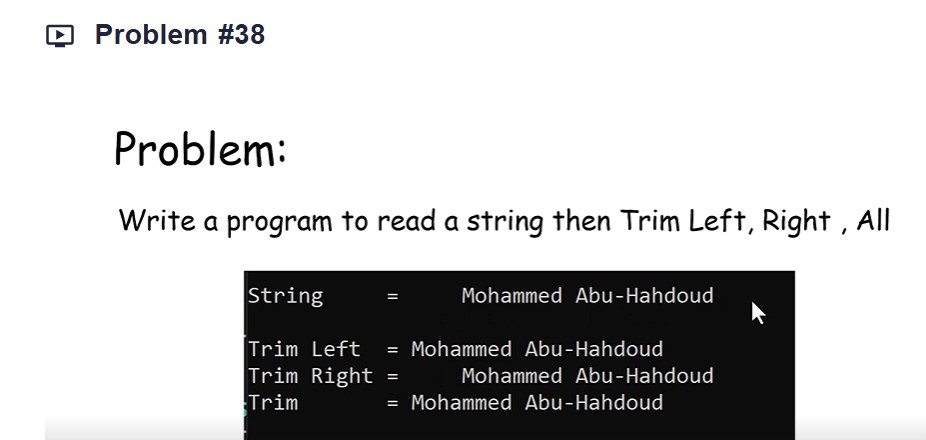 Problem #38
Problem:
Write a program to read a string then Trim Left, Right , All
String     =     Mohammed Abu-Hahdoud
Trim Left  = Mohammed Abu-Hahdoud
Trim Right =     Mohammed Abu-Hahdoud
Trim       = Mohammed Abu-Hahdoud